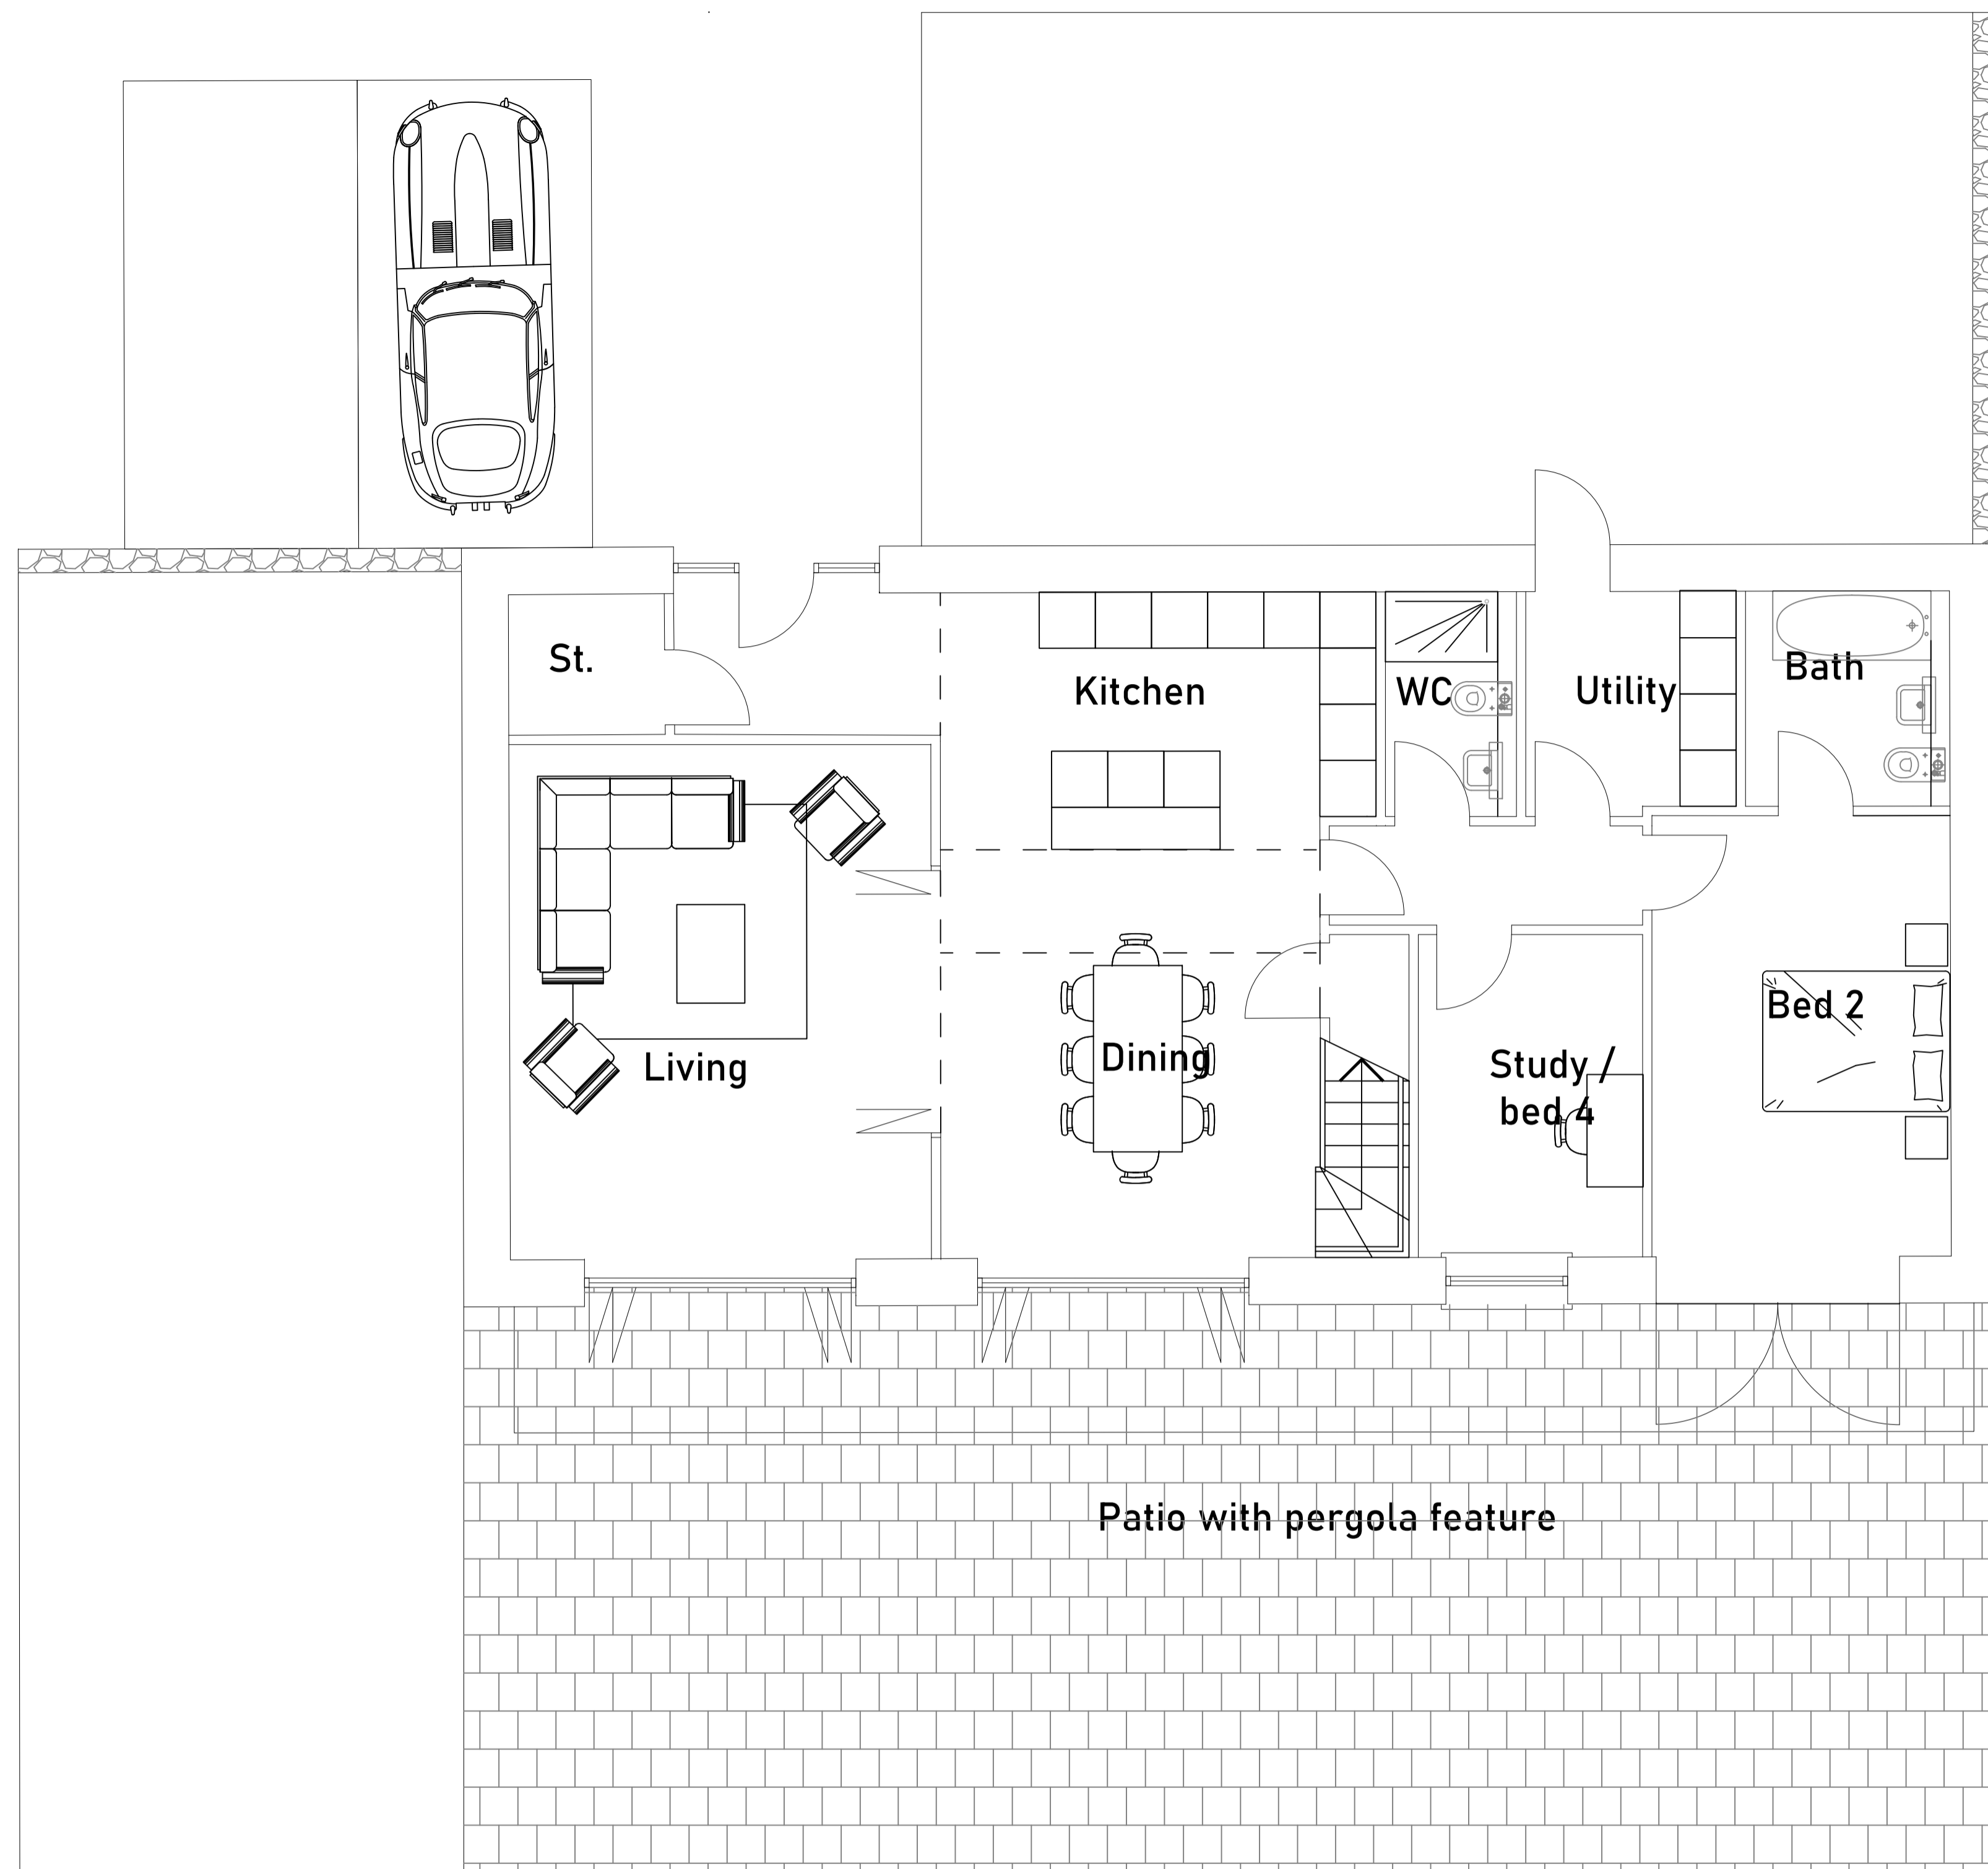 St.
Kitchen
WC
Utility
Bath
Living
Dining
Study /
bed 4
Bed 2
Patio with pergola feature